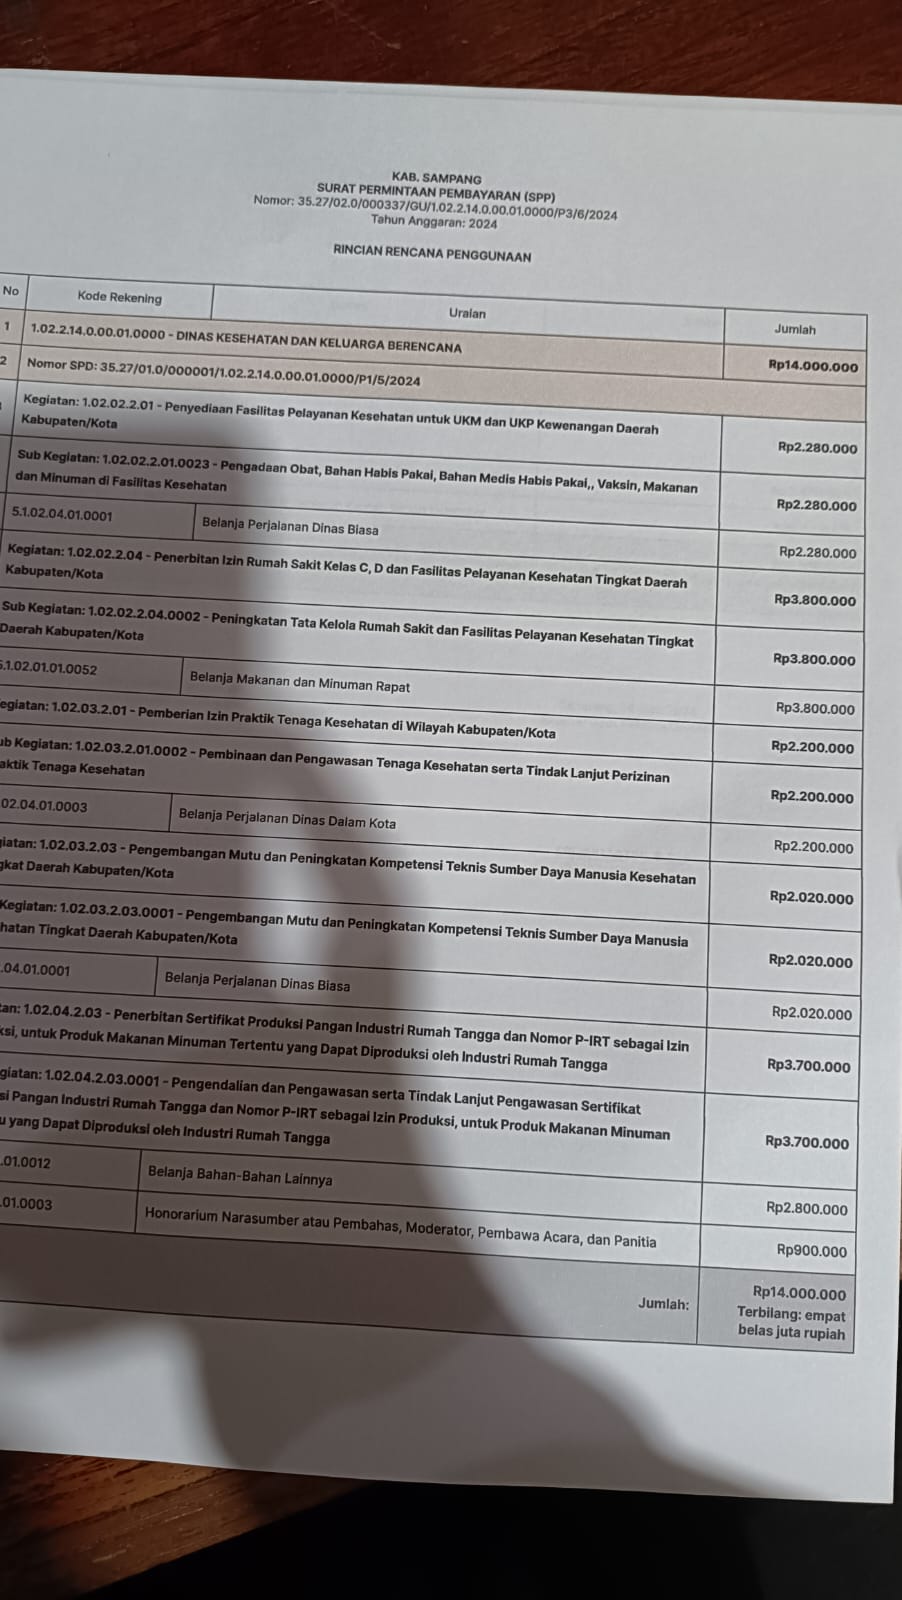 KAB. SAMPANG
SURAT PERMINTAAN PEMBAYARAN (SPP)
Nomor: 35.27/02.0/000337/GU/1.02.2.14.0.00.01.0000/P3/6/2024
Tahun Anggaran: 2024
RINCIAN RENCANA PENGGUNAAN
No Kode Rekening Uraian Jumlah
1 1.02.2.14.0.00.01.0000 - DINAS KESEHATAN DAN KELUARGA BERENCANA Rp14.000.000
2 Nomor SPD: 35.27/01.0/000001/1.02.2.14.0.00.01.0000/P1/5/2024
Kegiatan: 1.02.02.2.01 - Penyediaan Fasilitas Pelayanan Kesehatan untuk UKM dan UKP Kewenangan Daerah
Kabupaten/Kota Rp2.280.000
Sub Kegiatan: 1.02.02.2.01.0023 - Pengadaan Obat, Bahan Habis Pakai, Bahan Medis Habis Pakai,, Vaksin, Makanan
dan Minuman di Fasilitas Kesehatan Rp2.280.000
5.1.02.04.01.0001 Belanja Perjalanan Dinas Biasa Rp2.280.000
Kegiatan: 1.02.02.2.04 - Penerbitan Izin Rumah Sakit Kelas C, D dan Fasilitas Pelayanan Kesehatan Tingkat Daerah
Kabupaten/Kota Rp3.800.000
Sub Kegiatan: 1.02.02.2.04.0002 - Peningkatan Tata Kelola Rumah Sakit dan Fasilitas Pelayanan Kesehatan Tingkat
Daerah Kabupaten/Kota Rp3.800.000
5.1.02.01.01.0052 Belanja Makanan dan Minuman Rapat Rp3.800.000
egiatan: 1.02.03.2.01 - Pemberian Izin Praktik Tenaga Kesehatan di Wilayah Kabupaten/Kota Rp2.200.000
ub Kegiatan: 1.02.03.2.01.0002 - Pembinaan dan Pengawasan Tenaga Kesehatan serta Tindak Lanjut Perizinan
aktik Tenaga Kesehatan Rp2.200.000
02.04.01.0003 Belanja Perjalanan Dinas Dalam Kota Rp2.200.000
giatan: 1.02.03.2.03 - Pengembangan Mutu dan Peningkatan Kompetensi Teknis Sumber Daya Manusia Kesehatan
gkat Daerah Kabupaten/Kota Rp2.020.000
Kegiatan: 1.02.03.2.03.0001 - Pengembangan Mutu dan Peningkatan Kompetensi Teknis Sumber Daya Manusia
hatan Tingkat Daerah Kabupaten/Kota Rp2.020.000
.04.01.0001 Belanja Perjalanan Dinas Biasa Rp2.020.000
tan: 1.02.04.2.03 - Penerbitan Sertifikat Produksi Pangan Industri Rumah Tangga dan Nomor P-IRT sebagai Izin
ksi, untuk Produk Makanan Minuman Tertentu yang Dapat Diproduksi oleh Industri Rumah Tangga Rp3.700.000
giatan: 1.02.04.2.03.0001 - Pengendalian dan Pengawasan serta Tindak Lanjut Pengawasan Sertifikat
si Pangan Industri Rumah Tangga dan Nomor P-IRT sebagai Izin Produksi, untuk Produk Makanan Minuman
u yang Dapat Diproduksi oleh Industri Rumah Tangga Rp3.700.000
.01.0012 Belanja Bahan-Bahan Lainnya Rp2.800.000
.01.0003 Honorarium Narasumber atau Pembahas, Moderator, Pembawa Acara, dan Panitia Rp900.000
Jumlah: Rp14.000.000
Terbilang: empat
belas juta rupiah